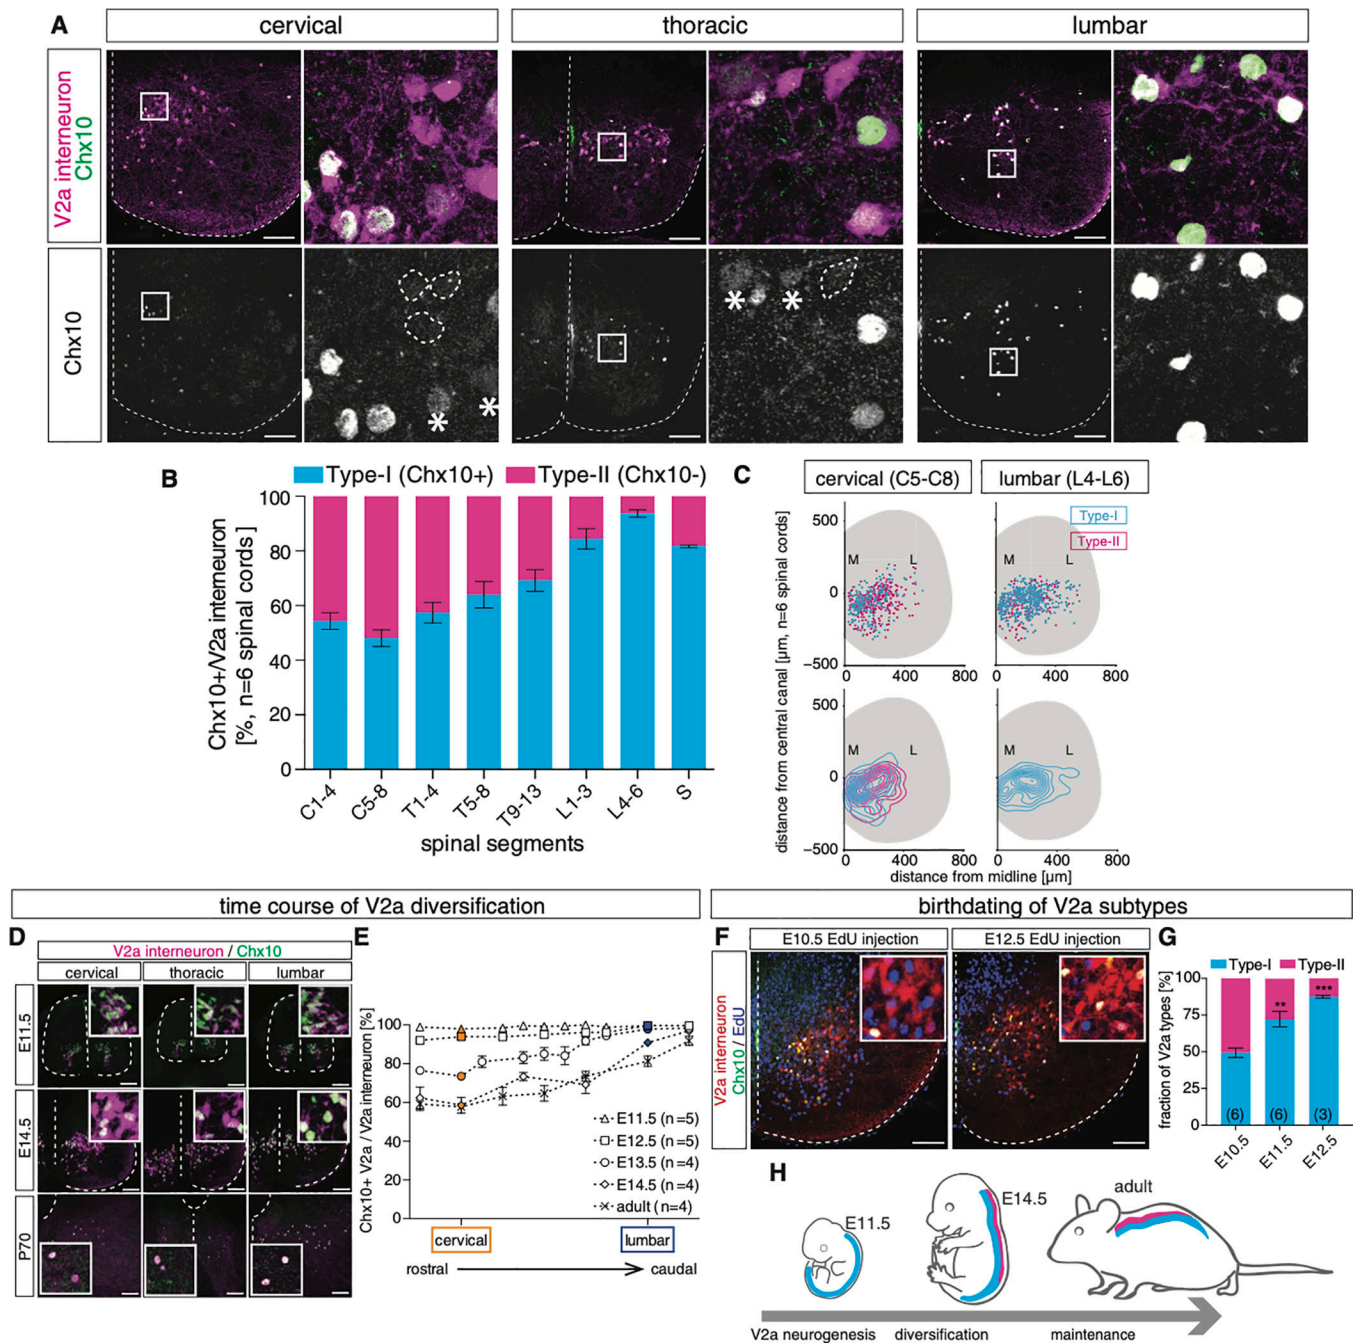 A
cervical
thoracic
lumbar
V2a interneuron
Chx10
Chx10
*
*
*
*
B
Type-I (Chx10+)
Type-II (Chx10-)
Chx10+/V2a interneuron
[%, n=6 spinal cords ]
100
80
60
40
20
0
C1-4
C5-8
T1-4
T5-8
T9-13
L1-3
L4-6
S
spinal segments
C
cervical (C5-C8)
lumbar (L4-L6)
Type-I
Type-II
distance from central canal [µm, n=6 spinal cords]
500
0
−500
M
L
M
L
0
400
800
0
400
800
500
0
−500
M
L
M
L
0
400
800
0
400
800
distance from midline [µm]
time course of V2a diversification
D
V2a interneuron / Chx10
cervical
thoracic
lumbar
E11.5
E14.5
P70
E
Chx10+ V2a / V2a interneuron [%]
100
80
60
40
20
0
E11.5 (n=5)
E12.5 (n=5)
E13.5 (n=4)
E14.5 (n=4)
adult (n=4)
cervical
lumbar
rostral
caudal
birthdating of V2a subtypes
F
E10.5 EdU injection
E12.5 EdU injection
V2a interneuron
Chx10 / EdU
G
Type-I
Type-II
fraction of V2a types [%]
100
75
50
25
0
**
***
(6)
(6)
(3)
E10.5
E11.5
E12.5
H
E11.5
E14.5
adult
V2a neurogenesis
diversification
maintenance